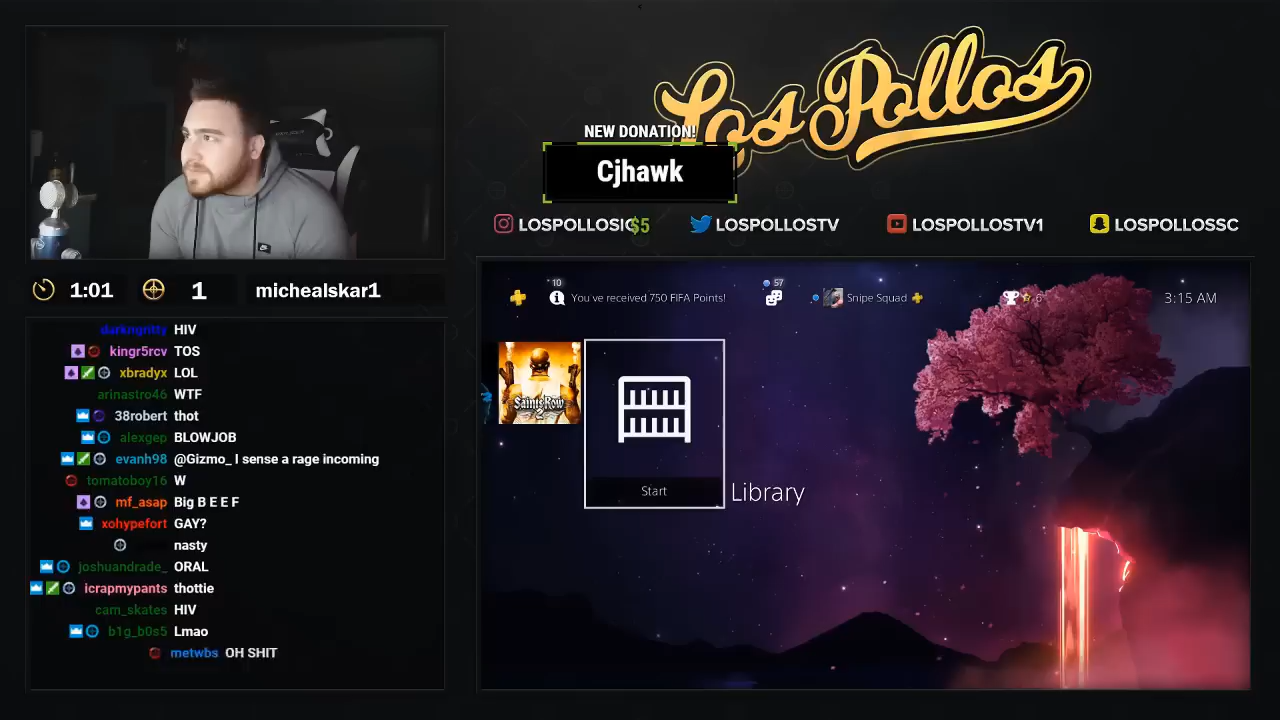 Los Pollos
NEW DONATION!
Cjhawk
$5
LOSPOLLOSIG
LOSPOLLOSTV
LOSPOLLOSTV1
LOSPOLLOSSC
1:01
1
michealskar1
darkngritty HIV
kingr5rcv TOS
xbradyx LOL
arinastro46 WTF
38robert thot
alexgep BLOWJOB
evanh98 @Gizmo_ I sense a rage incoming
tomatoboy16 W
mf_asap Big B E E F
xohypefort GAY?
nasty
joshuandrade_ ORAL
icrapmypants thottie
cam_skates HIV
b1g_b0s5 Lmao
metwbs OH SHIT
10
You've received 750 FIFA Points!
57
Snipe Squad
6
3:15 AM
Saints Row
2
Start
Library